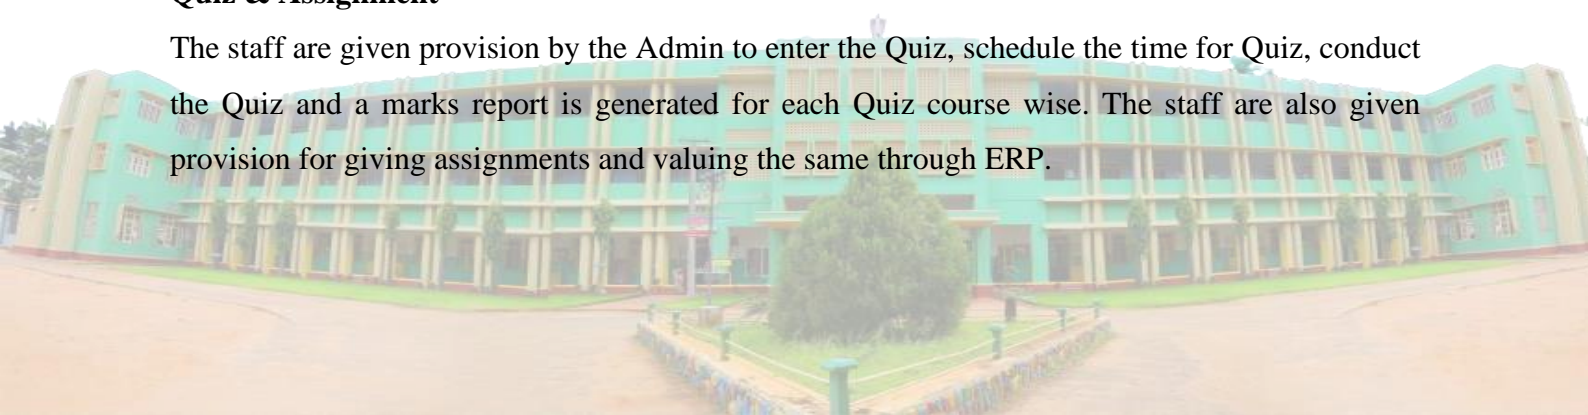 Quiz & Assignment
The staff are given provision by the Admin to enter the Quiz, schedule the time for Quiz, conduct
the Quiz and a marks report is generated for each Quiz course wise. The staff are also given
provision for giving assignments and valuing the same through ERP.